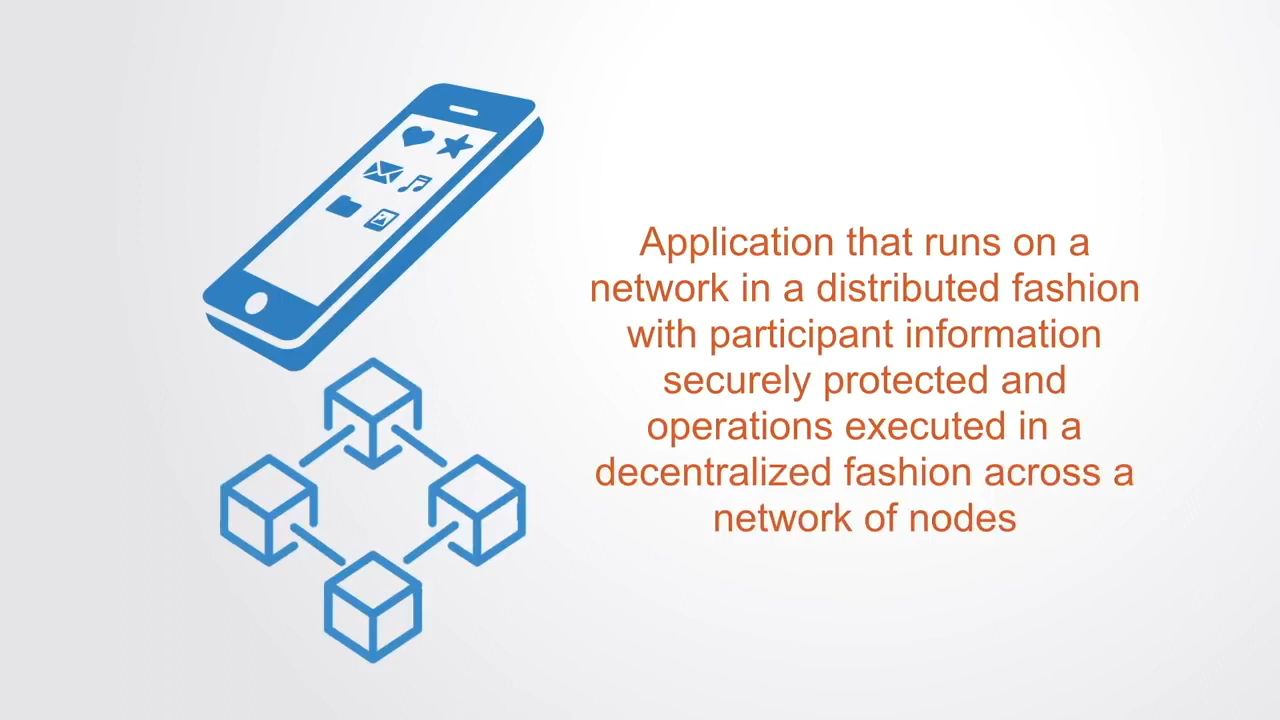 Application that runs on a
network in a distributed fashion
with participant information
securely protected and
operations executed in a
decentralized fashion across a
network of nodes